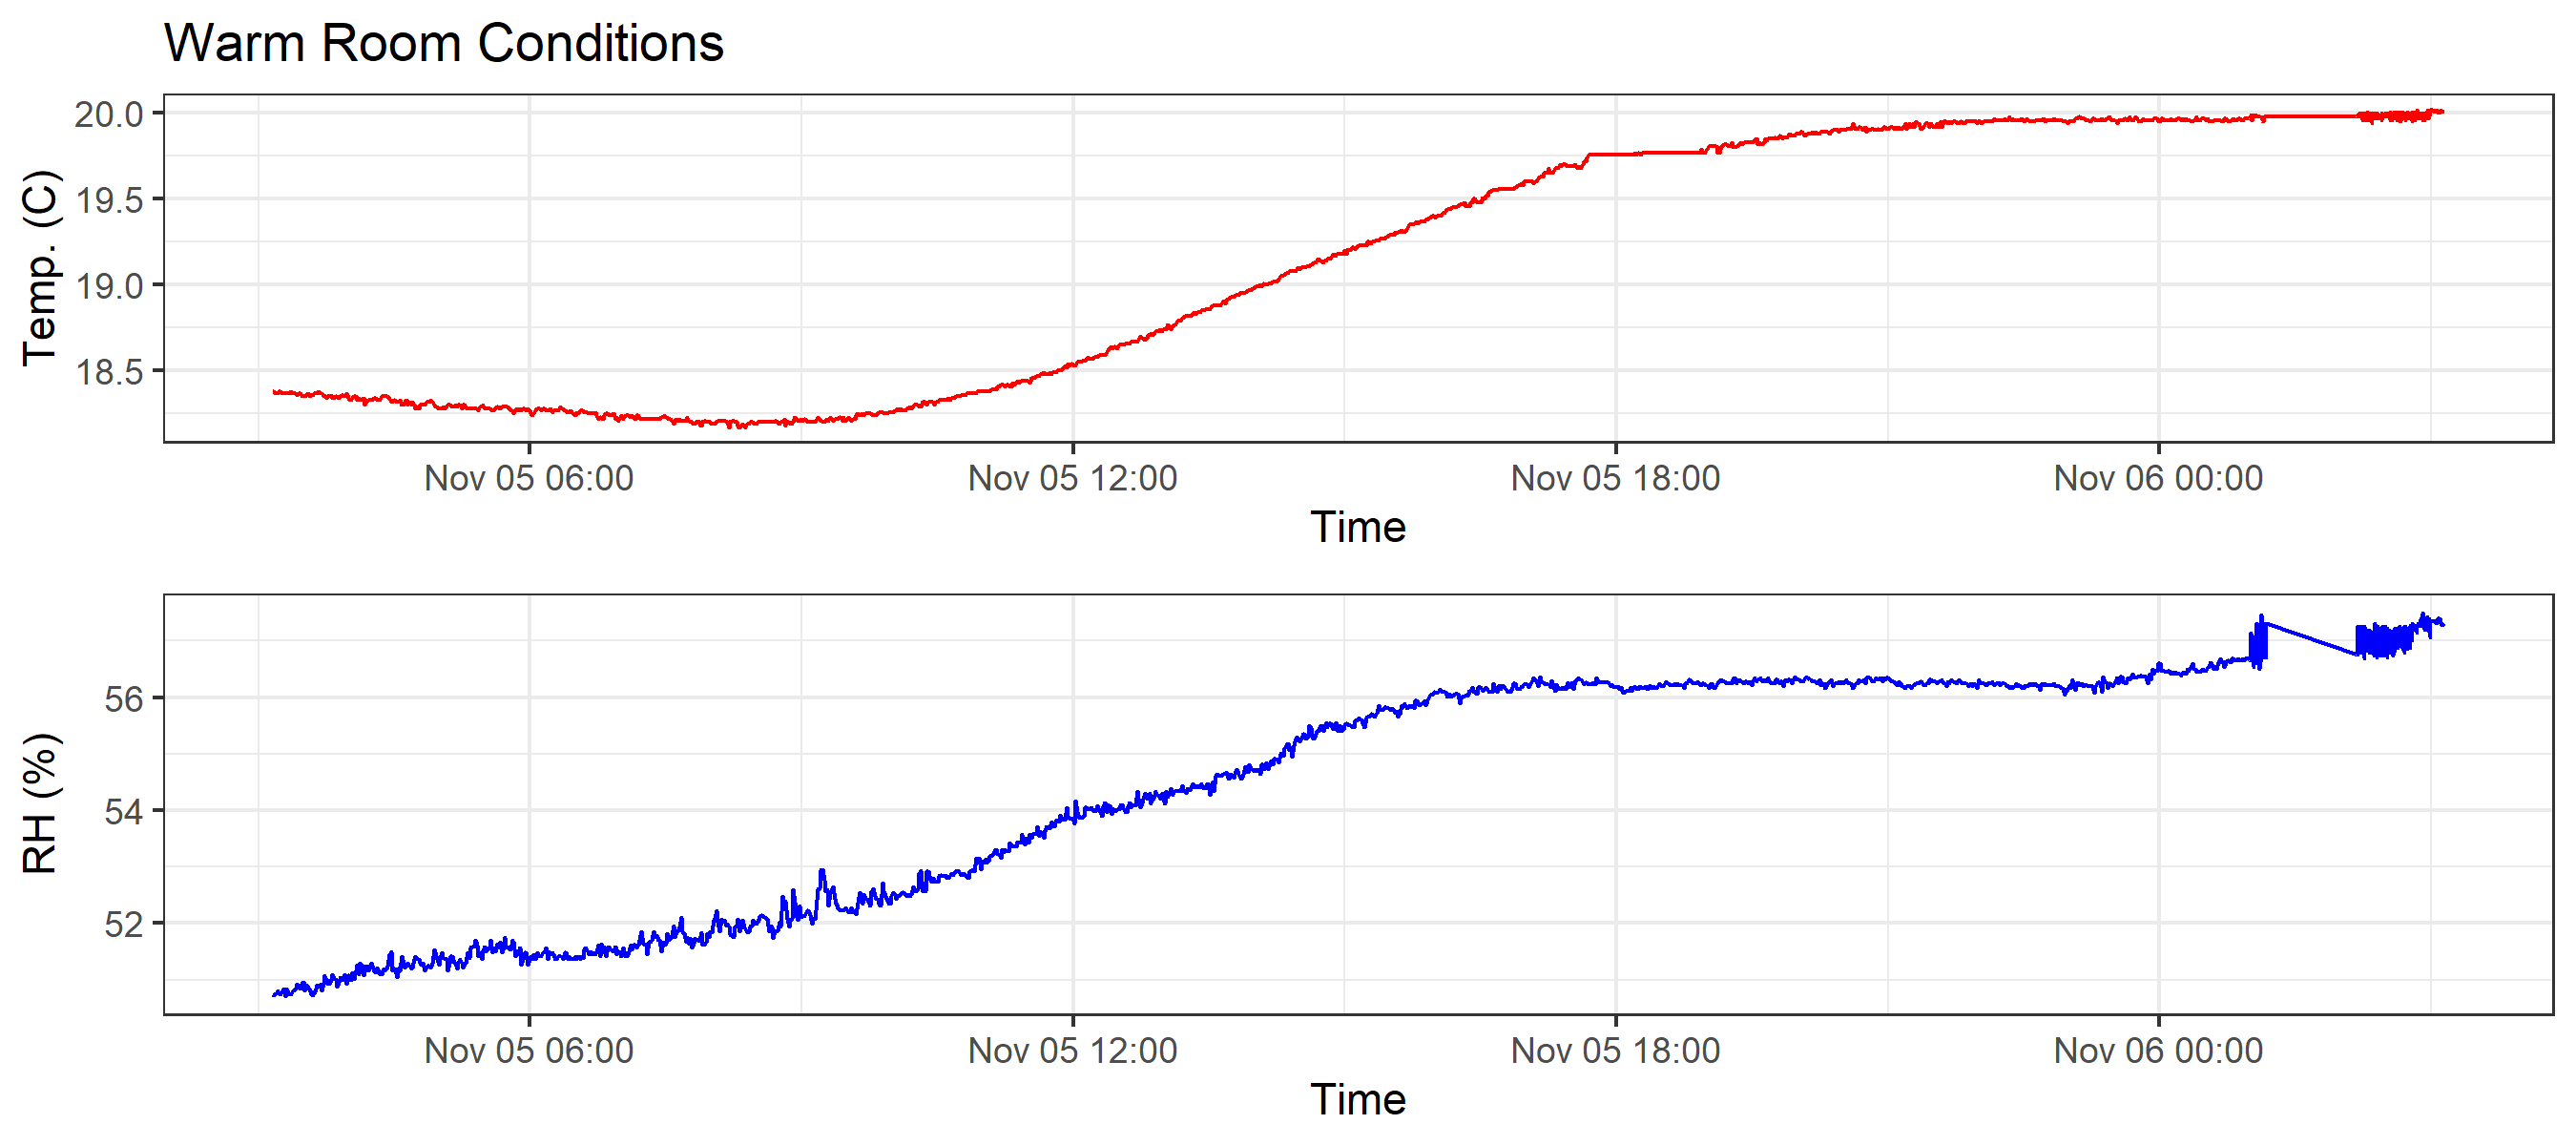 Warm Room Conditions
Temp. (C)
20.0
19.5
19.0
18.5
Nov 05 06:00 Nov 05 12:00 Nov 05 18:00 Nov 06 00:00
Time
RH (%)
56
54
52
Nov 05 06:00 Nov 05 12:00 Nov 05 18:00 Nov 06 00:00
Time